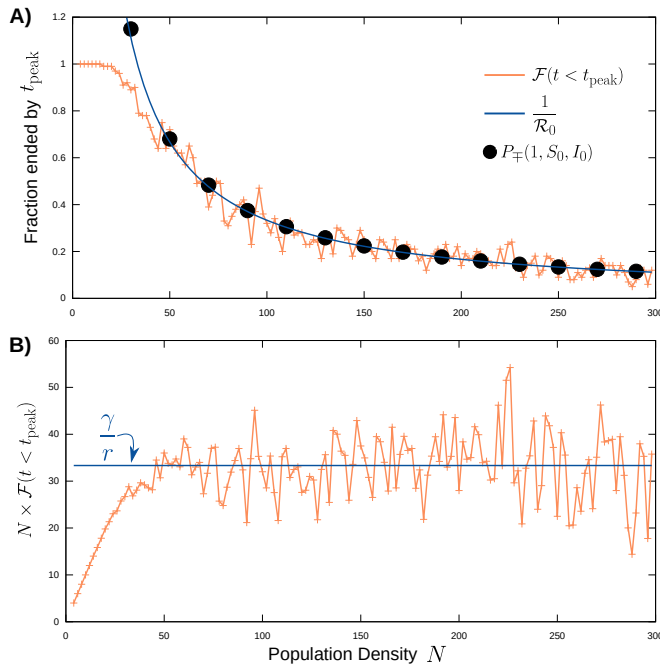 A)
Fraction ended by t_peak
1.2
1
0.8
0.6
0.4
0.2
0
0 50 100 150 200 250 300
F(t < t_peak)
1/R_0
P_∓(1, S_0, I_0)
B)
N × F(t < t_peak)
60
50
40
30
20
10
0
γ/r
0 50 100 150 200 250 300
Population Density N